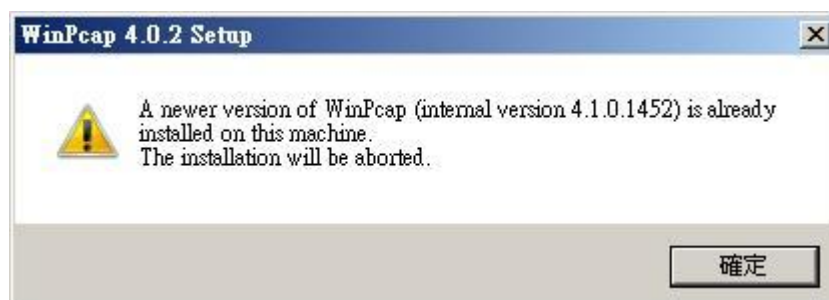 WinPcap 4.0.2 Setup
A newer version of WinPcap (internal version 4.1.0.1452) is already
installed on this machine.
The installation will be aborted.
確定